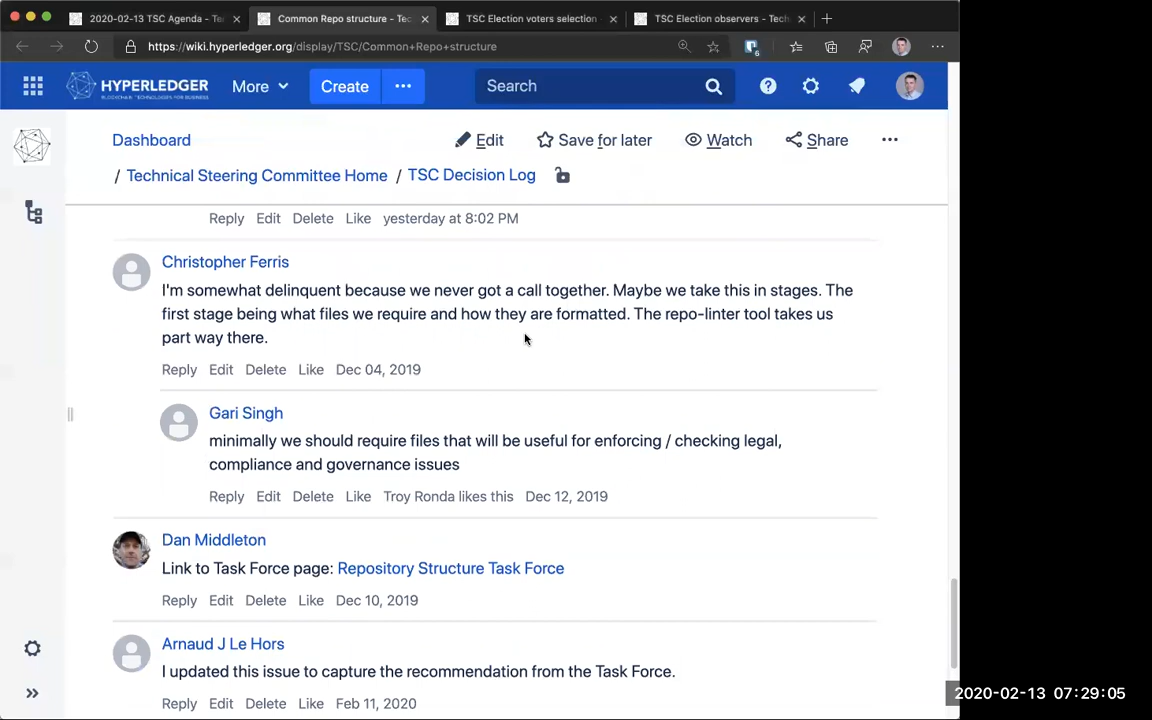 2020-02-13 TSC Agenda - Te
Common Repo structure - Tec
TSC Election voters selection -
TSC Election observers - Tech
https://wiki.hyperledger.org/display/TSC/Common+Repo+structure
6
HYPERLEDGER
BLOCKCHAIN TECHNOLOGIES FOR BUSINESS
More
Create
Search
Dashboard
Edit
Save for later
Watch
Share
/ Technical Steering Committee Home / TSC Decision Log
Reply Edit Delete Like yesterday at 8:02 PM
Christopher Ferris
I'm somewhat delinquent because we never got a call together. Maybe we take this in stages. The
first stage being what files we require and how they are formatted. The repo-linter tool takes us
part way there.
Reply Edit Delete Like Dec 04, 2019
Gari Singh
minimally we should require files that will be useful for enforcing / checking legal,
compliance and governance issues
Reply Edit Delete Like Troy Ronda likes this Dec 12, 2019
Dan Middleton
Link to Task Force page: Repository Structure Task Force
Reply Edit Delete Like Dec 10, 2019
Arnaud J Le Hors
I updated this issue to capture the recommendation from the Task Force.
Reply Edit Delete Like Feb 11, 2020
2020-02-13 07:29:05